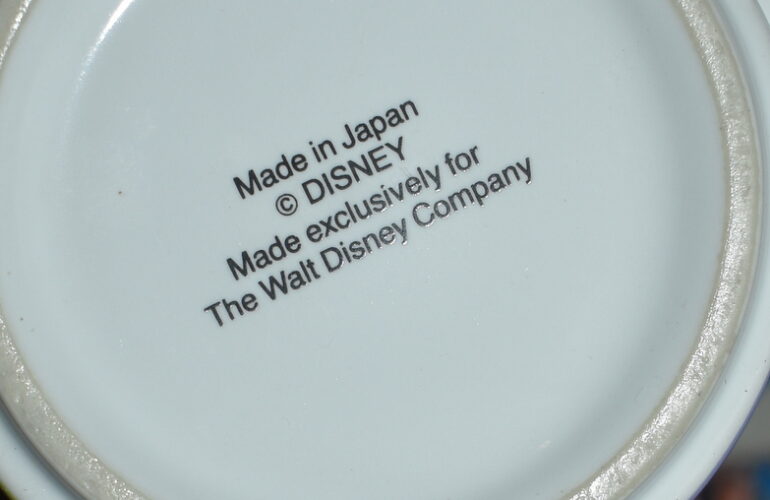 Made in Japan
© DISNEY
Made exclusively for
The Walt Disney Company